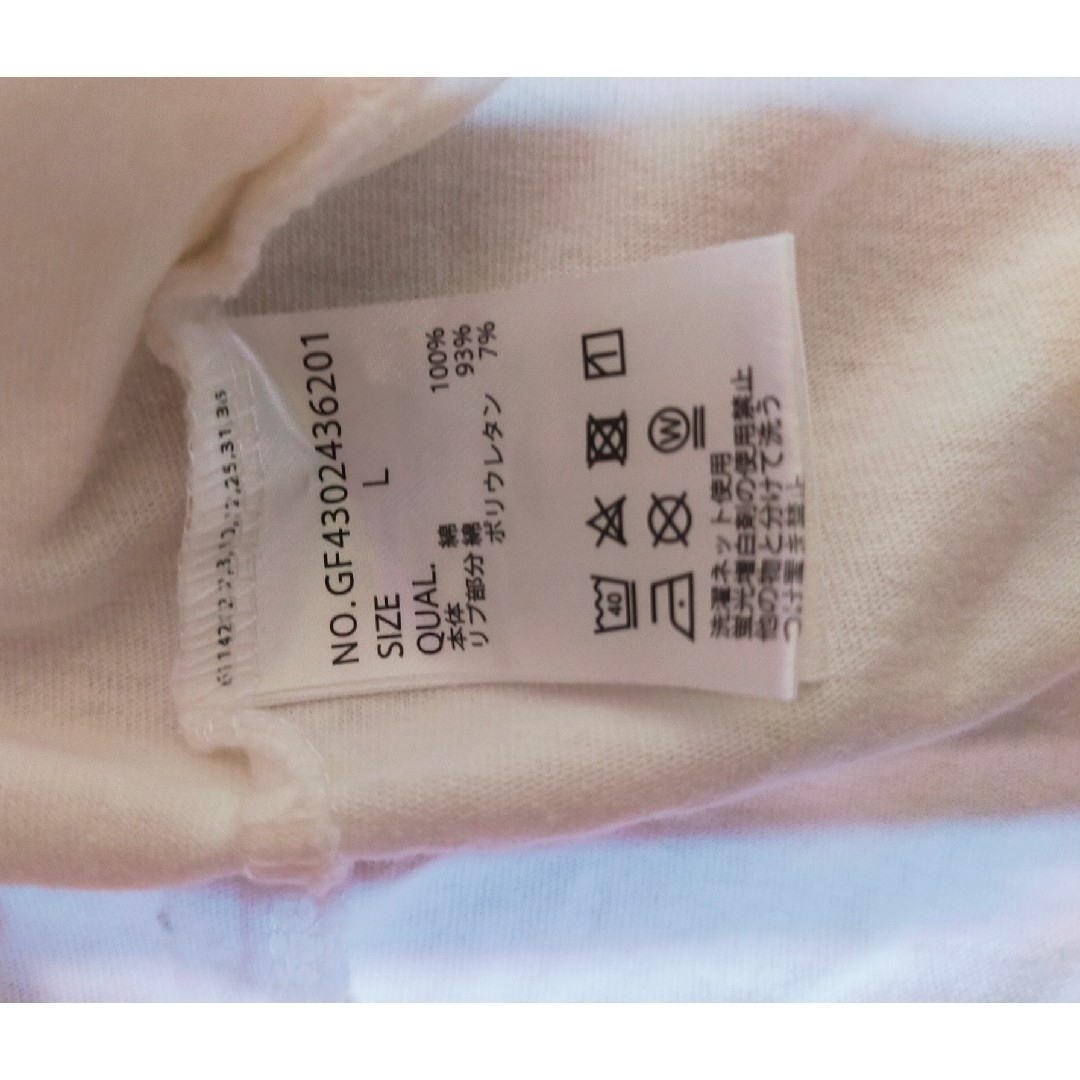 NO.GF4302436201
SIZE L
QUAL.
本体 綿 100%
リブ部分 綿 93%
ポリウレタン 7%
40
W
洗濯ネット使用
蛍光増白剤の使用禁止
他の物と分けて洗う
つけ置き禁止